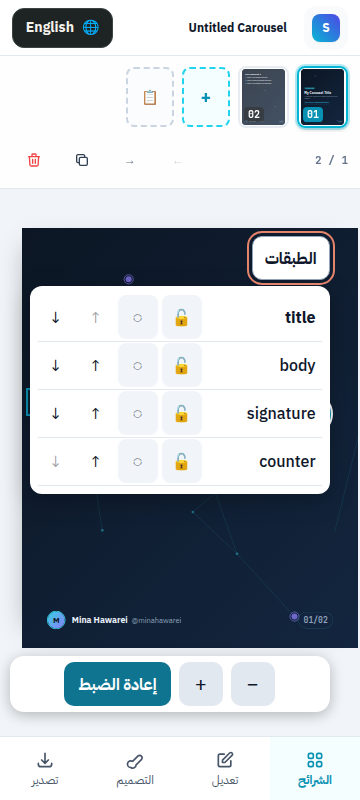 English 🌐
Untitled Carousel
S
📋
+
02
My Carousel Title
01
→
←
2 / 1
الطبقات
title
↓ ↑ 🔓
body
↓ ↑ 🔓
signature
↓ ↑ 🔓
counter
↓ ↑ 🔓
M
Mina Hawarei @minahawarei
01/02
إعادة الضبط
+
−
الشرائح
تعديل
التصميم
تصدير